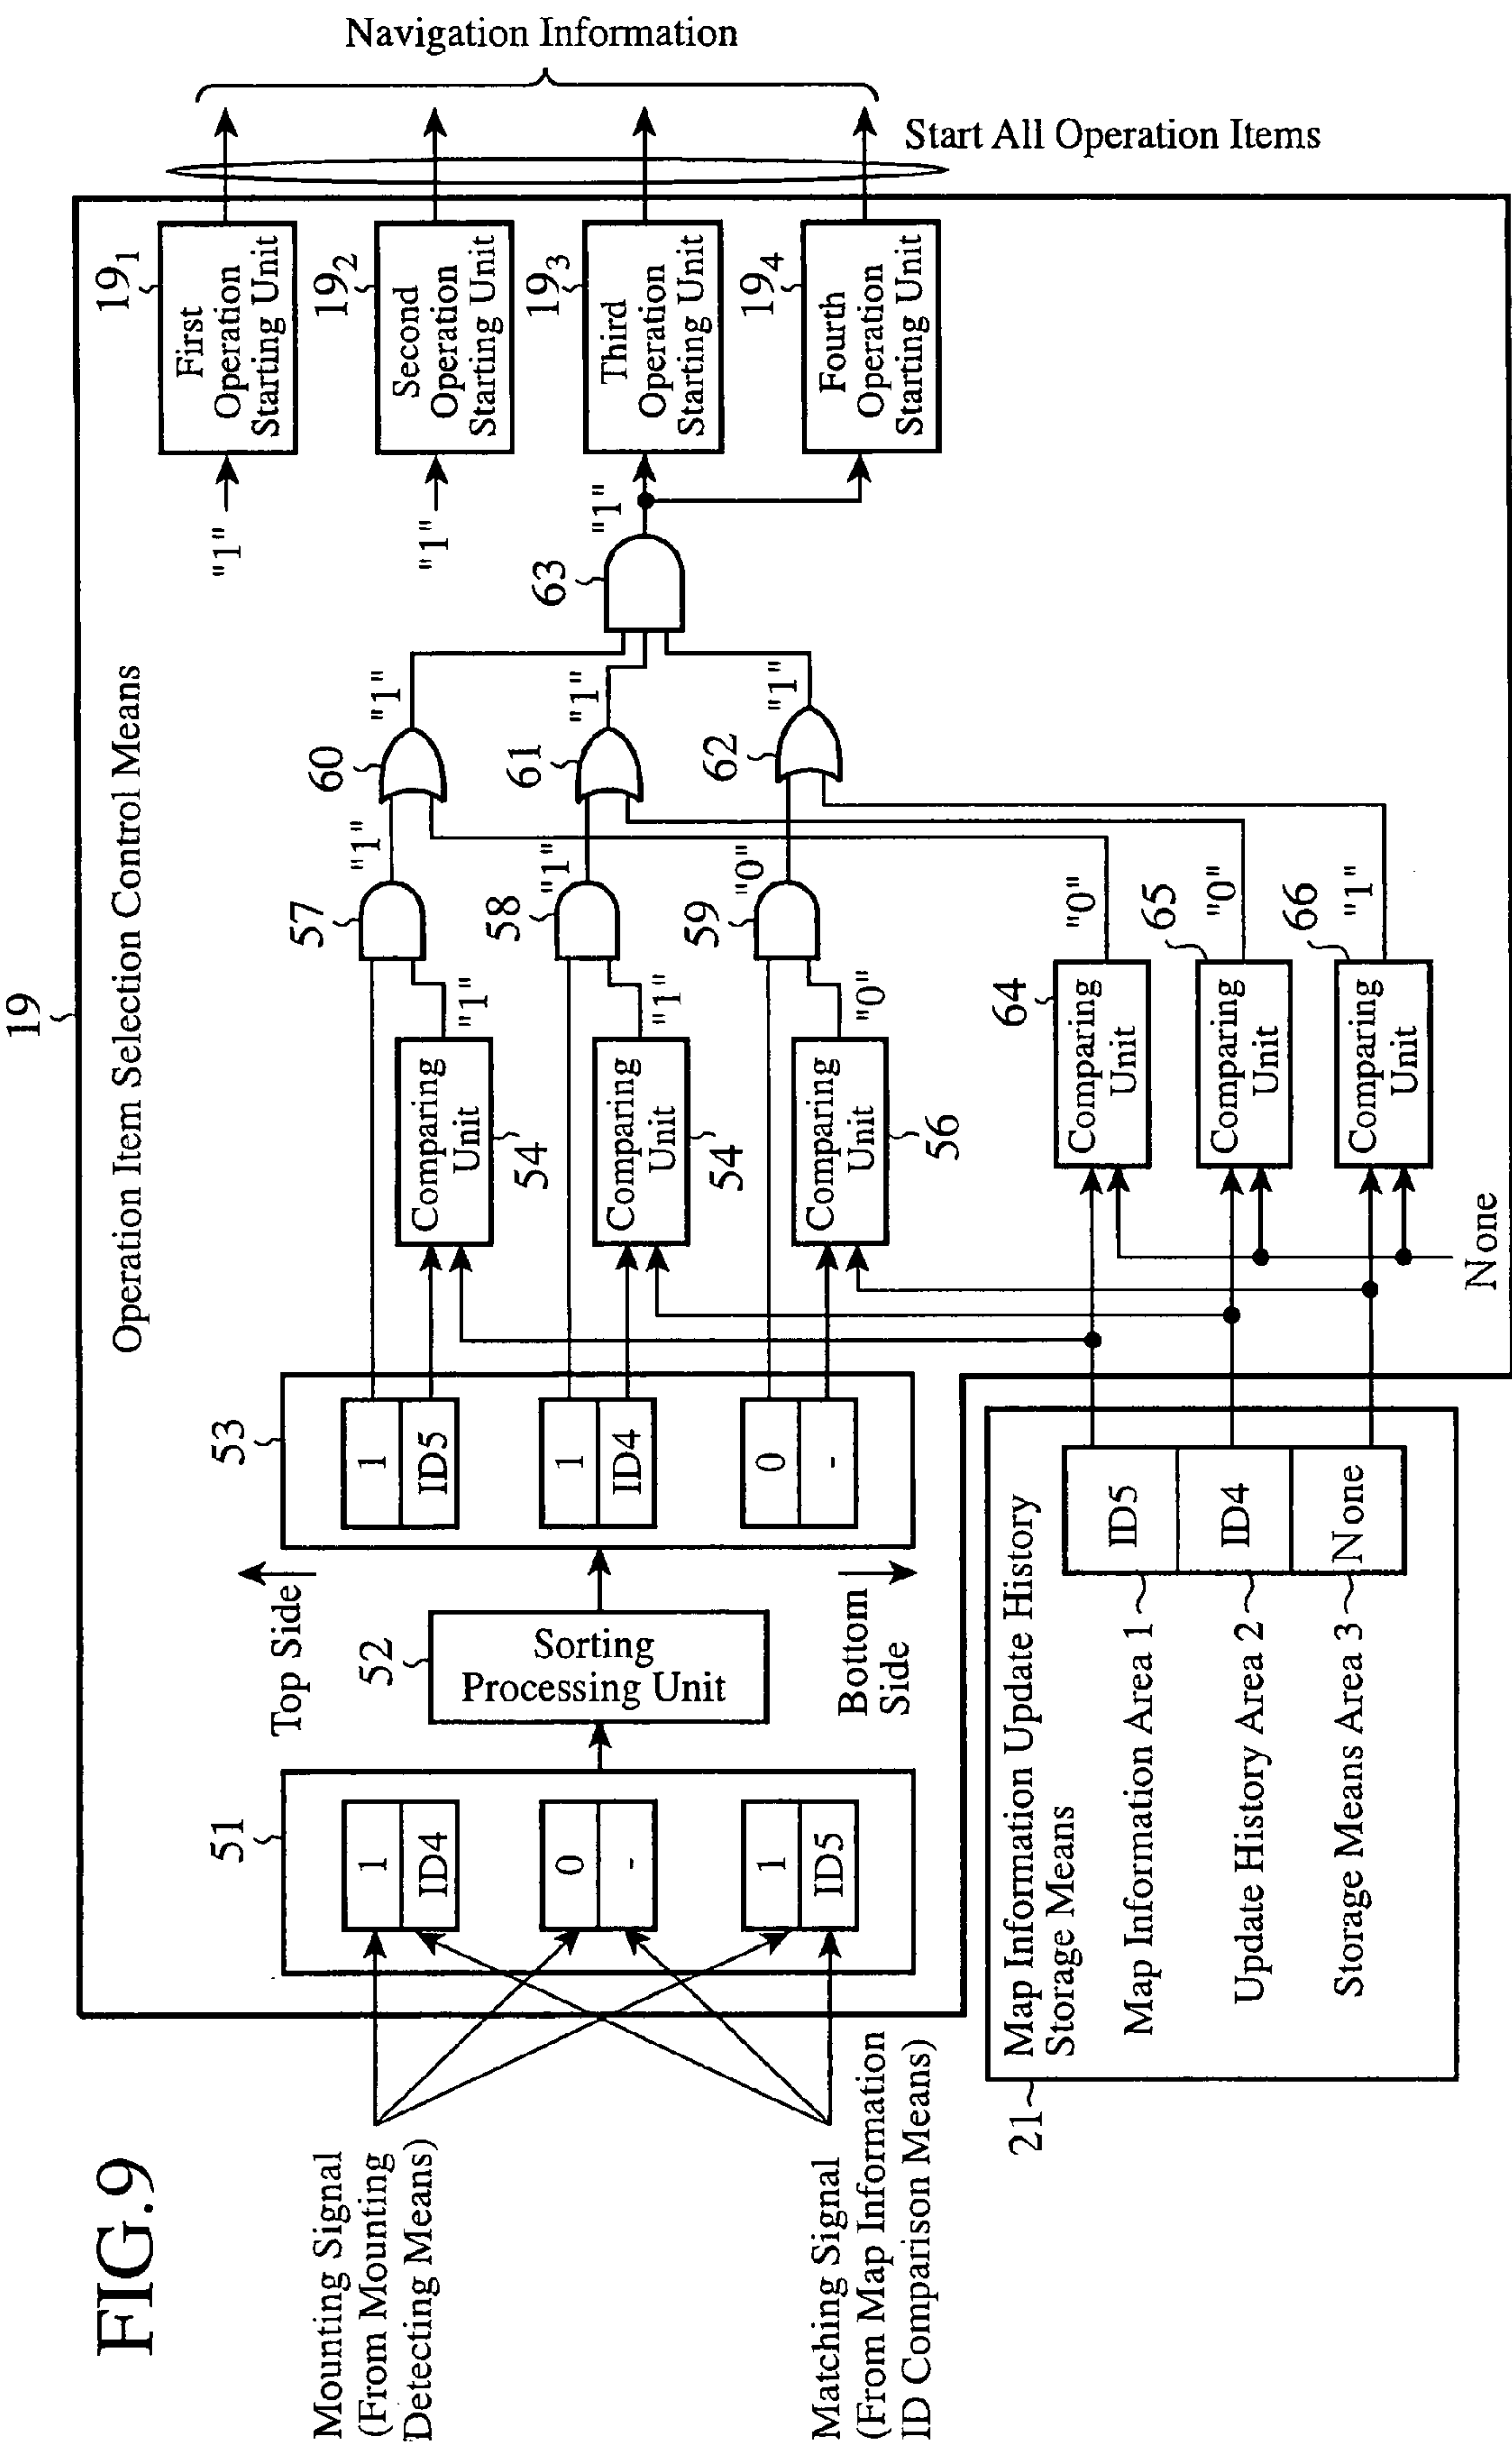 FIG.9
19
Operation Item Selection Control Means
Mounting Signal
(From Mounting
Detecting Means)
Matching Signal
(From Map Information
ID Comparison Means)
51
1
ID4
0
-
1
ID5
52
Sorting
Processing Unit
Top Side
Bottom
Side
53
1
ID5
1
ID4
0
-
Comparing
Unit
54
"1"
Comparing
Unit
54
"1"
Comparing
Unit
56
"0"
57
"1"
58
"1"
59
"0"
60
"1"
61
"1"
62
"1"
63
"1"
64
Comparing
Unit
"0"
65
Comparing
Unit
"0"
66
Comparing
Unit
"1"
None
"1"
19₁
First
Operation
Starting Unit
"1"
19₂
Second
Operation
Starting Unit
19₃
Third
Operation
Starting Unit
19₄
Fourth
Operation
Starting Unit
Navigation Information
Start All Operation Items
21
Map Information Update History
Storage Means
Map Information Area 1
ID5
Update History Area 2
ID4
Storage Means Area 3
None